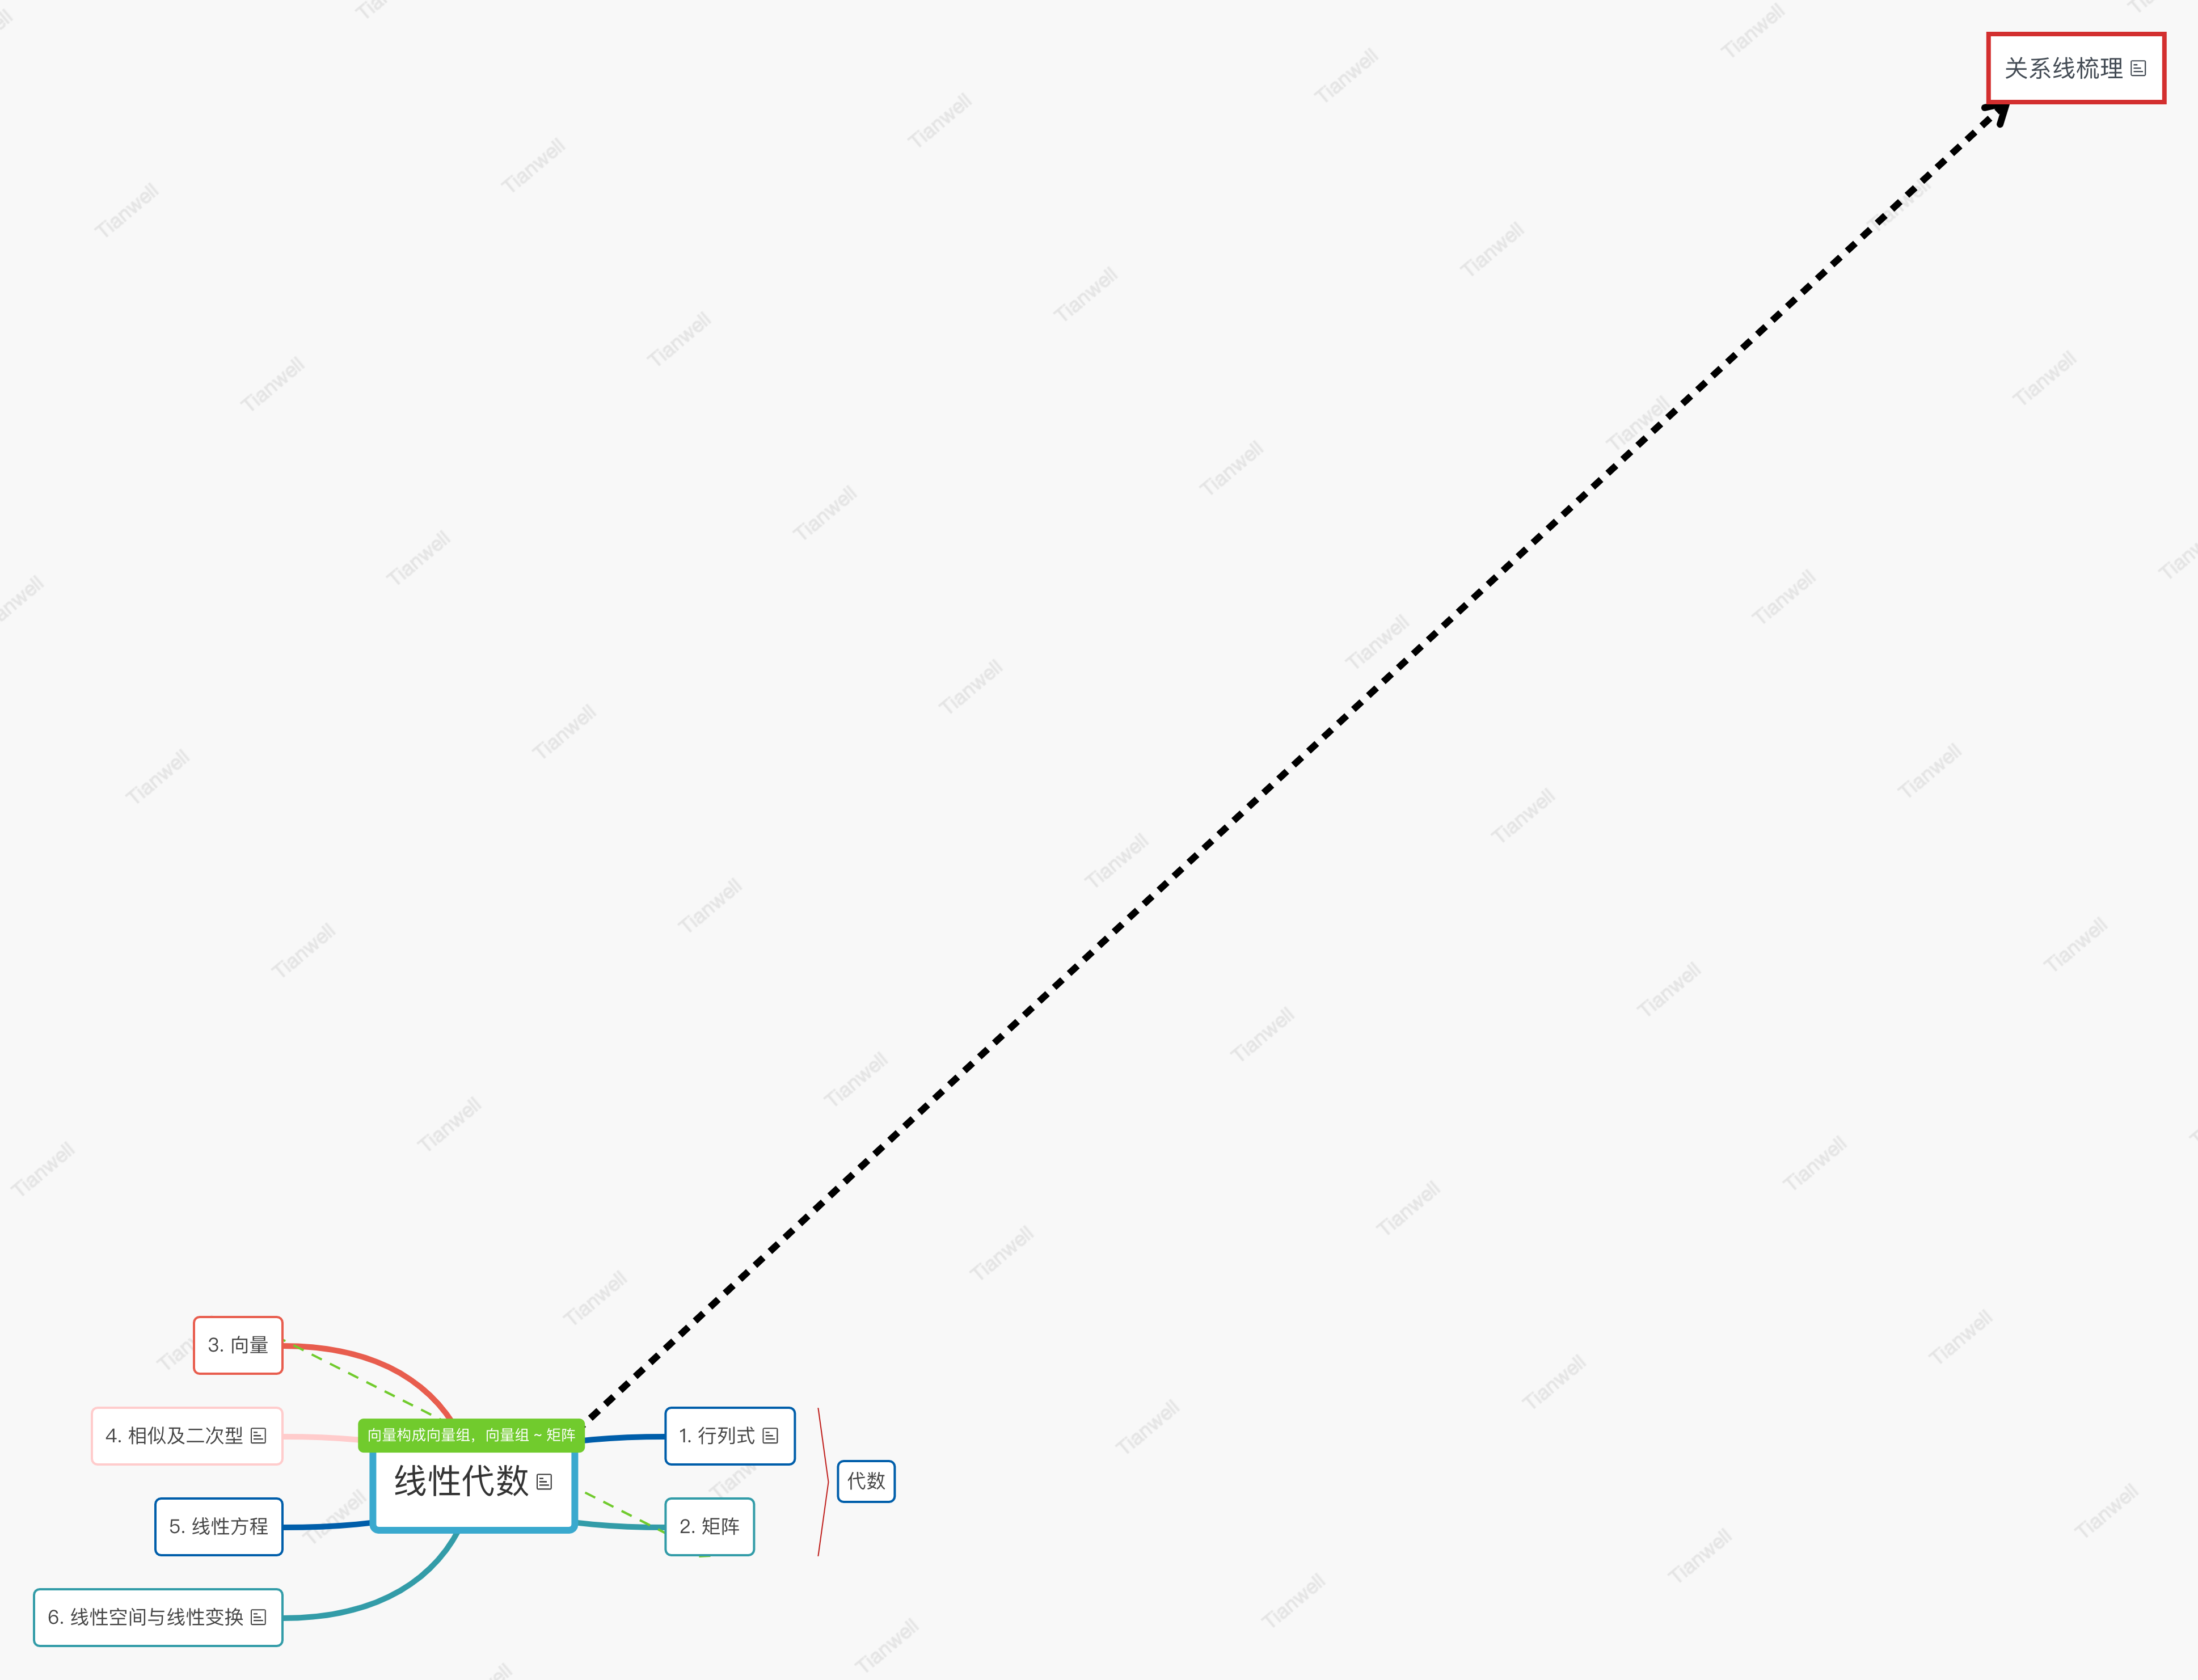 关系线梳理
3. 向量
4. 相似及二次型
向量构成向量组，向量组 ~ 矩阵
1. 行列式
线性代数
代数
5. 线性方程
2. 矩阵
6. 线性空间与线性变换
Tianwell